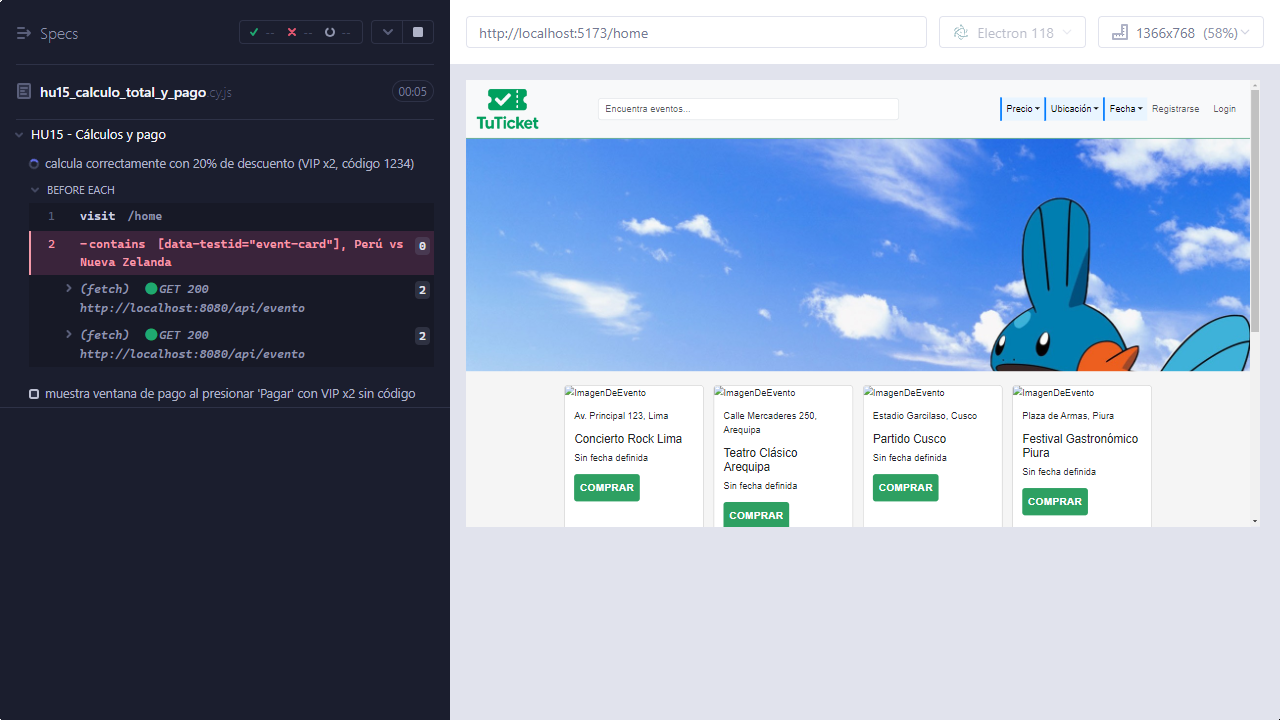 Specs
--
--
--
hu15_calculo_total_y_pago.cy.js
00:05
HU15 - Cálculos y pago
calcula correctamente con 20% de descuento (VIP x2, código 1234)
BEFORE EACH
1 visit /home
2 -contains [data-testid="event-card"], Perú vs 0
Nueva Zelanda
(fetch) GET 200 2
http://localhost:8080/api/evento
(fetch) GET 200 2
http://localhost:8080/api/evento
muestra ventana de pago al presionar 'Pagar' con VIP x2 sin código
http://localhost:5173/home
Electron 118
1366x768 (58%)
TuTicket
Encuentra eventos...
Precio
Ubicación
Fecha
Registrarse
Login
ImagenDeEvento
Av. Principal 123, Lima
Concierto Rock Lima
Sin fecha definida
COMPRAR
ImagenDeEvento
Calle Mercaderes 250,
Arequipa
Teatro Clásico
Arequipa
Sin fecha definida
COMPRAR
ImagenDeEvento
Estadio Garcilaso, Cusco
Partido Cusco
Sin fecha definida
COMPRAR
ImagenDeEvento
Plaza de Armas, Piura
Festival Gastronómico
Piura
Sin fecha definida
COMPRAR